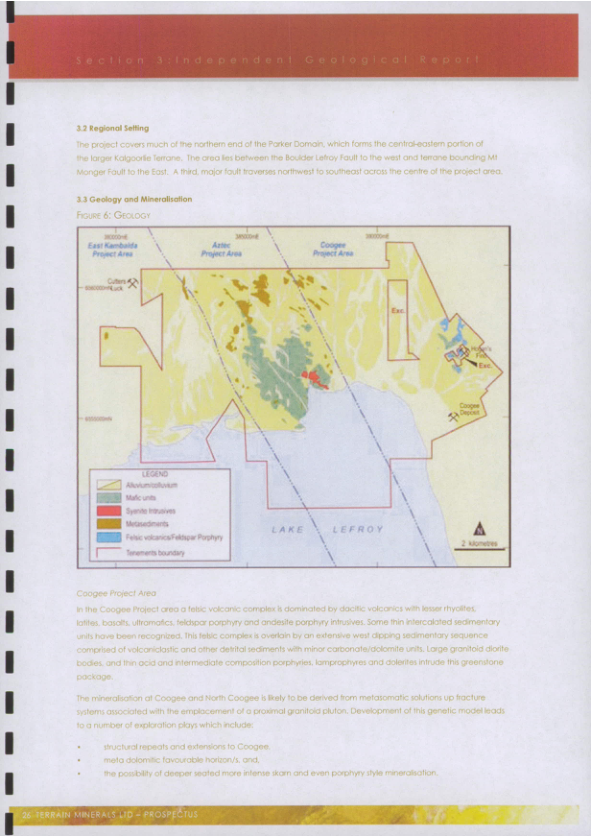 Section 3: Independent Geological Report
3.2 Regional Setting
The project covers much of the northern end of the Parker Domain, which forms the central-eastern portion of
the larger Kalgoorlie Terrane. The area lies between the Boulder Lefroy Fault to the west and terrane bounding Mt
Monger Fault to the East. A third, major fault traverses northwest to southeast across the centre of the project area.
3.3 Geology and Mineralisation
FIGURE 6: GEOLOGY
East Kambalda
Project Area
Aztec
Project Area
Coogee
Project Area
Cutters
Luck
Exc.
Exc.
Coogee
Deposit
LEGEND
Alluvium/colluvium
Mafic units
Syenite Intrusives
Metasediments
Felsic volcanics/Feldspar Porphyry
Tenements boundary
LAKE LEFROY
N
2 kilometres
Coogee Project Area
In the Coogee Project area a felsic volcanic complex is dominated by dacitic volcanics with lesser rhyolites,
latites, basalts, ultramafics, feldspar porphyry and andesite porphyry intrusives. Some thin intercalated sedimentary
units have been recognized. This felsic complex is overlain by an extensive west dipping sedimentary sequence
comprised of volcaniclastic and other detrital sediments with minor carbonate/dolomite units. Large granitoid diorite
bodies, and thin acid and intermediate composition porphyries, lamprophyres and dolerites intrude this greenstone
package.
The mineralisation at Coogee and North Coogee is likely to be derived from metasomatic solutions up fracture
systems associated with the emplacement of a proximal granitoid pluton. Development of this genetic model leads
to a number of exploration plays which include:
• structural repeats and extensions to Coogee,
• meta dolomitic favourable horizon/s, and,
• the possibility of deeper seated more intense skarn and even porphyry style mineralisation.
TERRAIN MINERALS LTD – PROSPECTUS